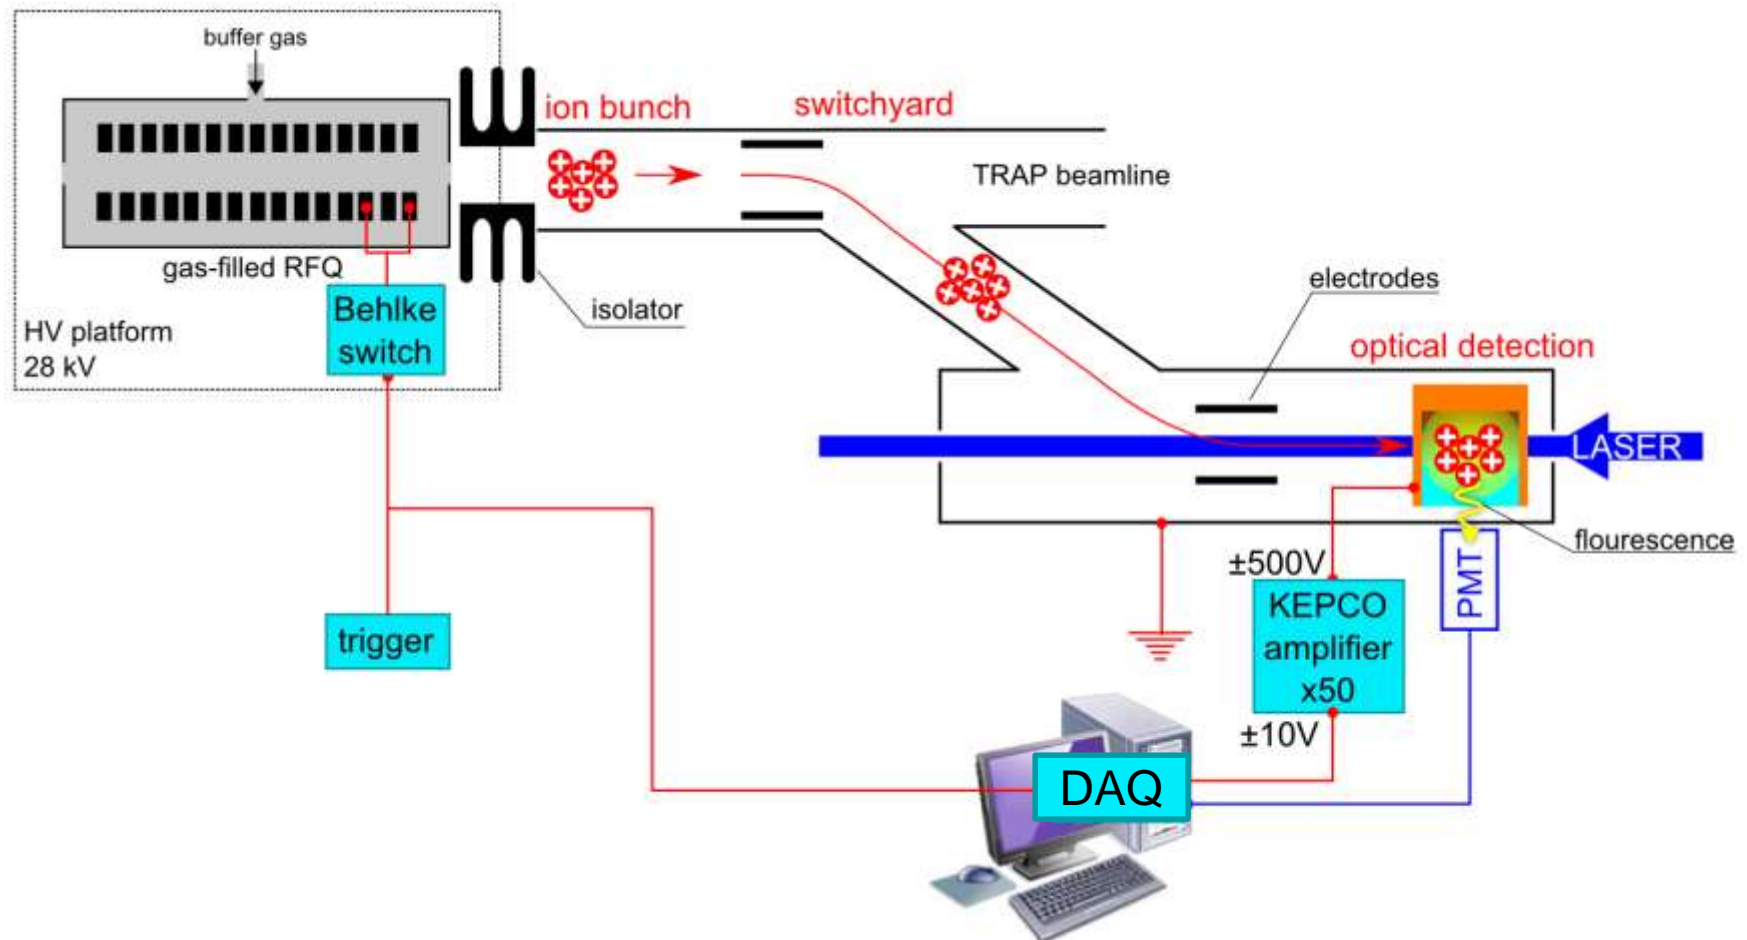 buffer gas
ion bunch
switchyard
TRAP beamline
gas-filled RFQ
isolator
electrodes
HV platform
28 kV
Behlke
switch
optical detection
LASER
flourescence
±500V
PMT
KEPCO
amplifier
x50
trigger
±10V
DAQ